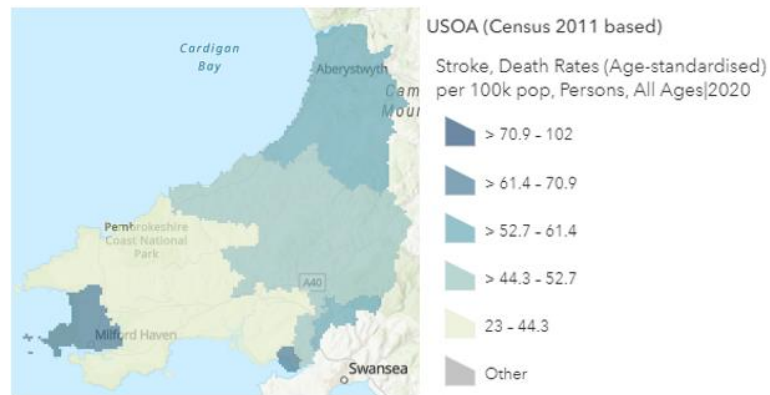 Cardigan
Bay
Aberystwyth
Cam
Moun
Pembrokeshire
Coast National
Park
A40
Milford Haven
Swansea
USOA (Census 2011 based)
Stroke, Death Rates (Age-standardised)
per 100k pop, Persons, All Ages|2020
> 70.9 - 102
> 61.4 - 70.9
> 52.7 - 61.4
> 44.3 - 52.7
23 - 44.3
Other